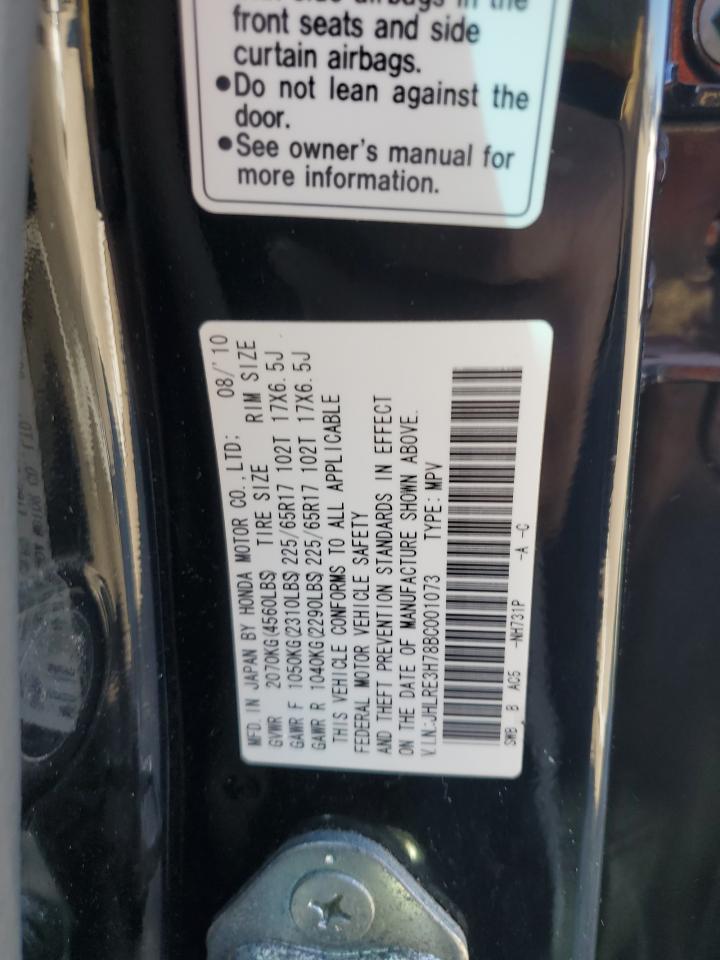 front seats and side
curtain airbags.
●Do not lean against the
door.
●See owner's manual for
more information.
MFD. IN JAPAN BY HONDA MOTOR CO., LTD; 08/'10
GVWR 2070KG(4560LBS) TIRE SIZE RIM SIZE
GAWR F 1050KG(2310LBS) 225/65R17 102T 17X6.5J
GAWR R 1040KG(2290LBS) 225/65R17 102T 17X6.5J
THIS VEHICLE CONFORMS TO ALL APPLICABLE
FEDERAL MOTOR VEHICLE SAFETY
AND THEFT PREVENTION STANDARDS IN EFFECT
ON THE DATE OF MANUFACTURE SHOWN ABOVE.
V.I.N.:JHLRE3H78BC001073 TYPE: MPV
SWB B AC5 -NH731P -A -C